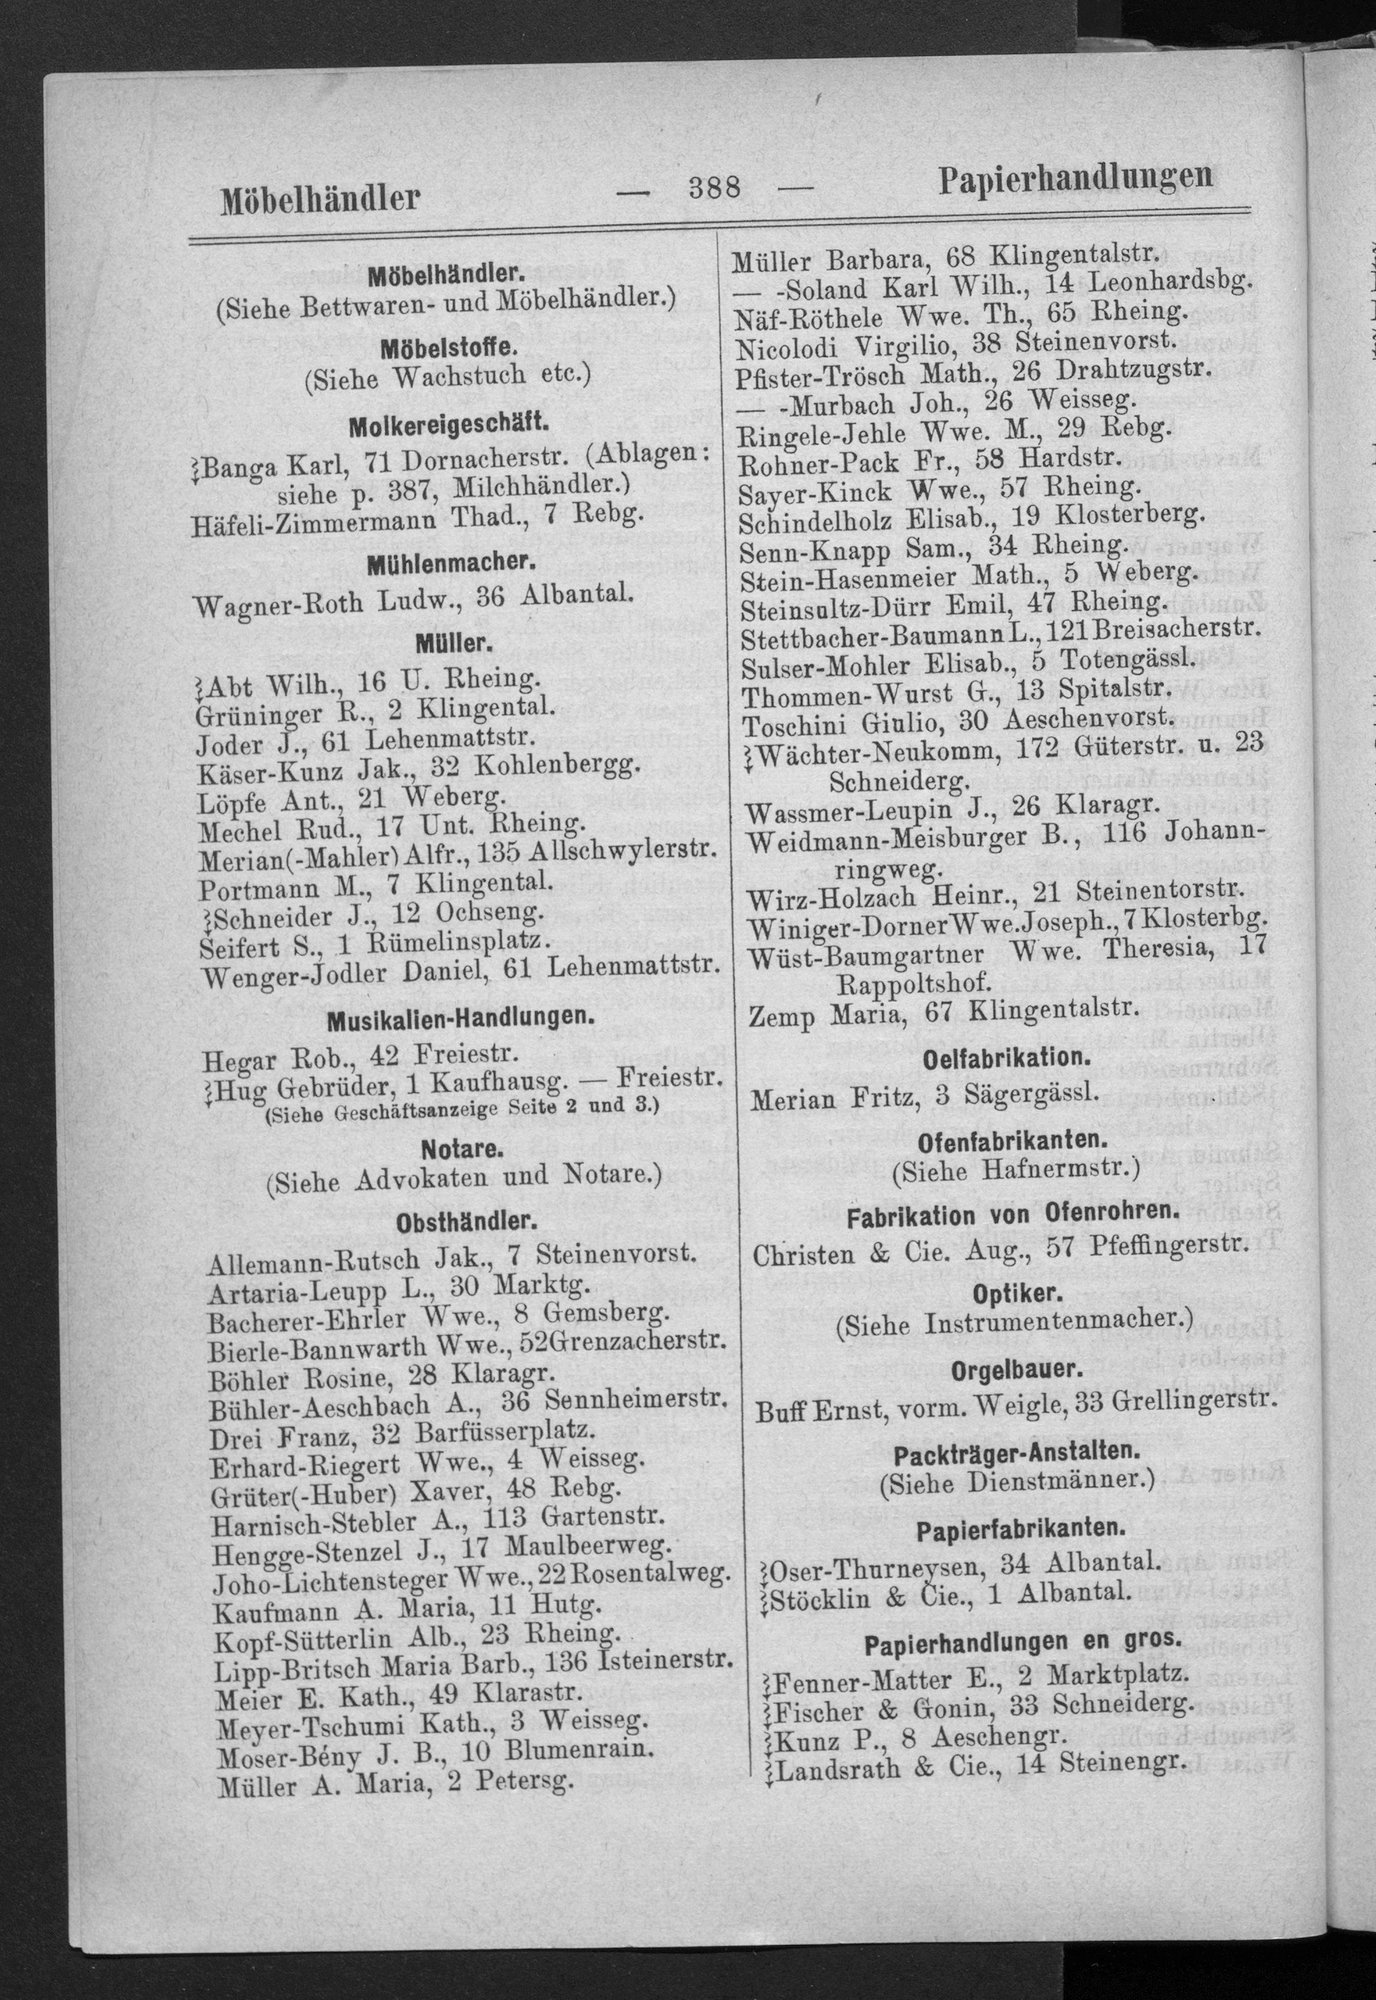 Möbelhändler — 388 — Papierhandlungen
Möbelhändler.
(Siehe Bettwaren- und Möbelhändler.)
Möbelstoffe.
(Siehe Wachstuch etc.)
Molkereigeschäft.
Banga Karl, 71 Dornacherstr. (Ablagen:
siehe p. 387, Milchhändler.)
Häfeli-Zimmermann Thad., 7 Rebg.
Mühlenmacher.
Wagner-Roth Ludw., 36 Albantal.
Müller.
Abt Wilh., 16 U. Rheing.
Grüninger R., 2 Klingental.
Joder J., 61 Lehenmattstr.
Käser-Kunz Jak., 32 Kohlenbergg.
Löpfe Ant., 21 Weberg.
Mechel Rud., 17 Unt. Rheing.
Merian(-Mahler) Alfr., 135 Allschwylerstr.
Portmann M., 7 Klingental.
Schneider J., 12 Ochseng.
Seifert S., 1 Rümelinsplatz.
Wenger-Jodler Daniel, 61 Lehenmattstr.
Musikalien-Handlungen.
Hegar Rob., 42 Freiestr.
Hug Gebrüder, 1 Kaufhausg. — Freiestr.
(Siehe Geschäftsanzeige Seite 2 und 3.)
Notare.
(Siehe Advokaten und Notare.)
Obsthändler.
Allemann-Rutsch Jak., 7 Steinenvorst.
Artaria-Leupp L., 30 Marktg.
Bacherer-Ehrler Wwe., 8 Gemsberg.
Bierle-Bannwarth Wwe., 52 Grenzacherstr.
Böhler Rosine, 28 Klaragr.
Bühler-Aeschbach A., 36 Sennheimerstr.
Drei Franz, 32 Barfüsserplatz.
Erhard-Riegert Wwe., 4 Weisseg.
Grüter(-Huber) Xaver, 48 Rebg.
Harnisch-Stebler A., 113 Gartenstr.
Hengge-Stenzel J., 17 Maulbeerweg.
Joho-Lichtensteger Wwe., 22 Rosentalweg.
Kaufmann A. Maria, 11 Hutg.
Kopf-Sütterlin Alb., 23 Rheing.
Lipp-Britsch Maria Barb., 136 Isteinerstr.
Meier E. Kath., 49 Klarastr.
Meyer-Tschumi Kath., 3 Weisseg.
Moser-Bény J. B., 10 Blumenrain.
Müller A. Maria, 2 Petersg.
Müller Barbara, 68 Klingentalstr.
— -Soland Karl Wilh., 14 Leonhardsbg.
Näf-Röthele Wwe. Th., 65 Rheing.
Nicolodi Virgilio, 38 Steinenvorst.
Pfister-Trösch Math., 26 Drahtzugstr.
— -Murbach Joh., 26 Weisseg.
Ringele-Jehle Wwe. M., 29 Rebg.
Rohner-Pack Fr., 58 Hardstr.
Sayer-Kinck Wwe., 57 Rheing.
Schindelholz Elisab., 19 Klosterberg.
Senn-Knapp Sam., 34 Rheing.
Stein-Hasenmeier Math., 5 Weberg.
Steinsultz-Dürr Emil, 47 Rheing.
Stettbacher-Baumann L., 121 Breisacherstr.
Sulser-Mohler Elisab., 5 Totengässl.
Thommen-Wurst G., 13 Spitalstr.
Toschini Giulio, 30 Aeschenvorst.
Wächter-Neukomm, 172 Güterstr. u. 23
Schneiderg.
Wassmer-Leupin J., 26 Klaragr.
Weidmann-Meisburger B., 116 Johann-
ringweg.
Wirz-Holzach Heinr., 21 Steinentorstr.
Winiger-Dorner Wwe. Joseph., 7 Klosterbg.
Wüst-Baumgartner Wwe. Theresia, 17
Rappoltshof.
Zemp Maria, 67 Klingentalstr.
Oelfabrikation.
Merian Fritz, 3 Sägergässl.
Ofenfabrikanten.
(Siehe Hafnermstr.)
Fabrikation von Ofenrohren.
Christen & Cie. Aug., 57 Pfeffingerstr.
Optiker.
(Siehe Instrumentenmacher.)
Orgelbauer.
Buff Ernst, vorm. Weigle, 33 Grellingerstr.
Packträger-Anstalten.
(Siehe Dienstmänner.)
Papierfabrikanten.
Oser-Thurneysen, 34 Albantal.
Stöcklin & Cie., 1 Albantal.
Papierhandlungen en gros.
Fenner-Matter E., 2 Marktplatz.
Fischer & Gonin, 33 Schneiderg.
Kunz P., 8 Aeschengr.
Landsrath & Cie., 14 Steinengr.